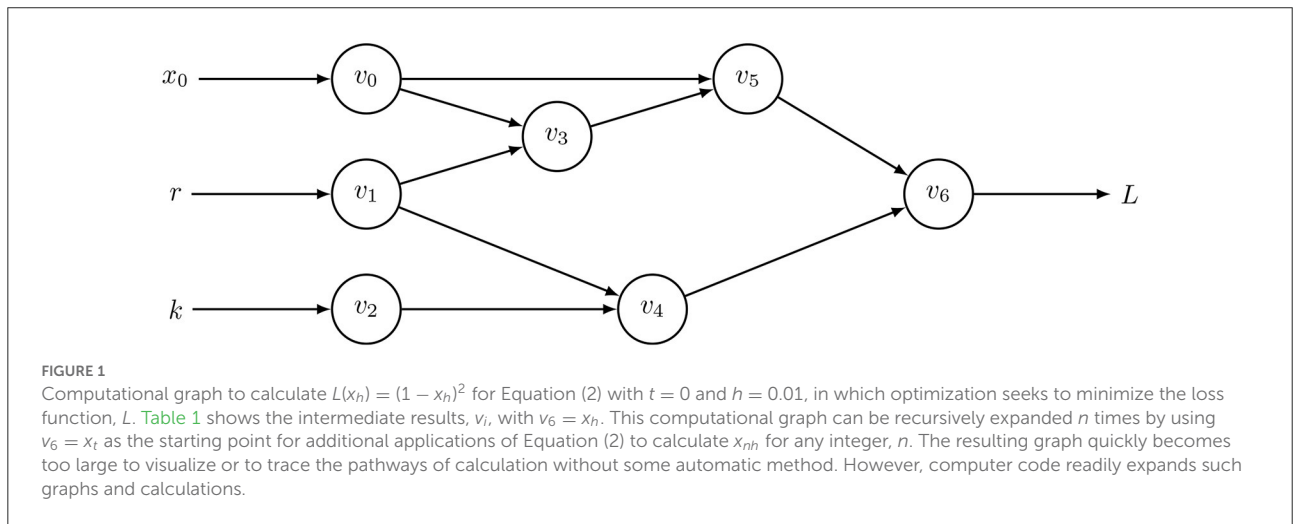 x₀
v₀
v₅
v₃
r
v₁
v₆
L
k
v₂
v₄
FIGURE 1
Computational graph to calculate L(xₕ) = (1 − xₕ)² for Equation (2) with t = 0 and h = 0.01, in which optimization seeks to minimize the loss
function, L. Table 1 shows the intermediate results, vᵢ, with v₆ = xₕ. This computational graph can be recursively expanded n times by using
v₆ = xₜ as the starting point for additional applications of Equation (2) to calculate xₙₕ for any integer, n. The resulting graph quickly becomes
too large to visualize or to trace the pathways of calculation without some automatic method. However, computer code readily expands such
graphs and calculations.